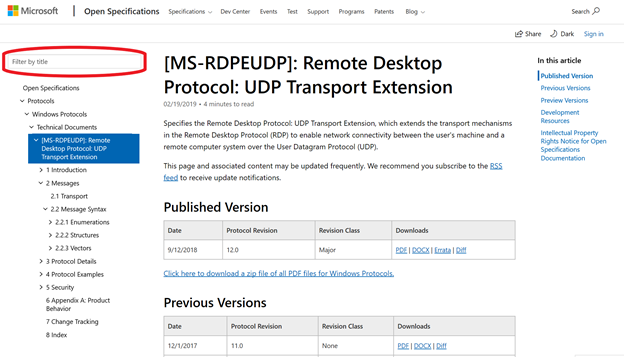 Microsoft
Open Specifications
Specifications
Dev Center
Events
Test
Support
Programs
Patents
Blog
Search
Share
Dark
Sign in
Filter by title
Open Specifications
Protocols
Windows Protocols
Technical Documents
[MS-RDPEUDP]: Remote
Desktop Protocol: UDP
Transport Extension
1 Introduction
2 Messages
2.1 Transport
2.2 Message Syntax
2.2.1 Enumerations
2.2.2 Structures
2.2.3 Vectors
3 Protocol Details
4 Protocol Examples
5 Security
6 Appendix A: Product
Behavior
7 Change Tracking
8 Index
[MS-RDPEUDP]: Remote Desktop
Protocol: UDP Transport Extension
02/19/2019 • 4 minutes to read
Specifies the Remote Desktop Protocol: UDP Transport Extension, which extends the transport mechanisms
in the Remote Desktop Protocol (RDP) to enable network connectivity between the user's machine and a
remote computer system over the User Datagram Protocol (UDP).
This page and associated content may be updated frequently. We recommend you subscribe to the RSS
feed to receive update notifications.
Published Version
Date Protocol Revision Revision Class Downloads
9/12/2018 12.0 Major PDF | DOCX | Errata | Diff
Click here to download a zip file of all PDF files for Windows Protocols.
Previous Versions
Date Protocol Revision Revision Class Downloads
12/1/2017 11.0 None PDF | DOCX | Diff
In this article
Published Version
Previous Versions
Preview Versions
Development
Resources
Intellectual Property
Rights Notice for Open
Specifications
Documentation